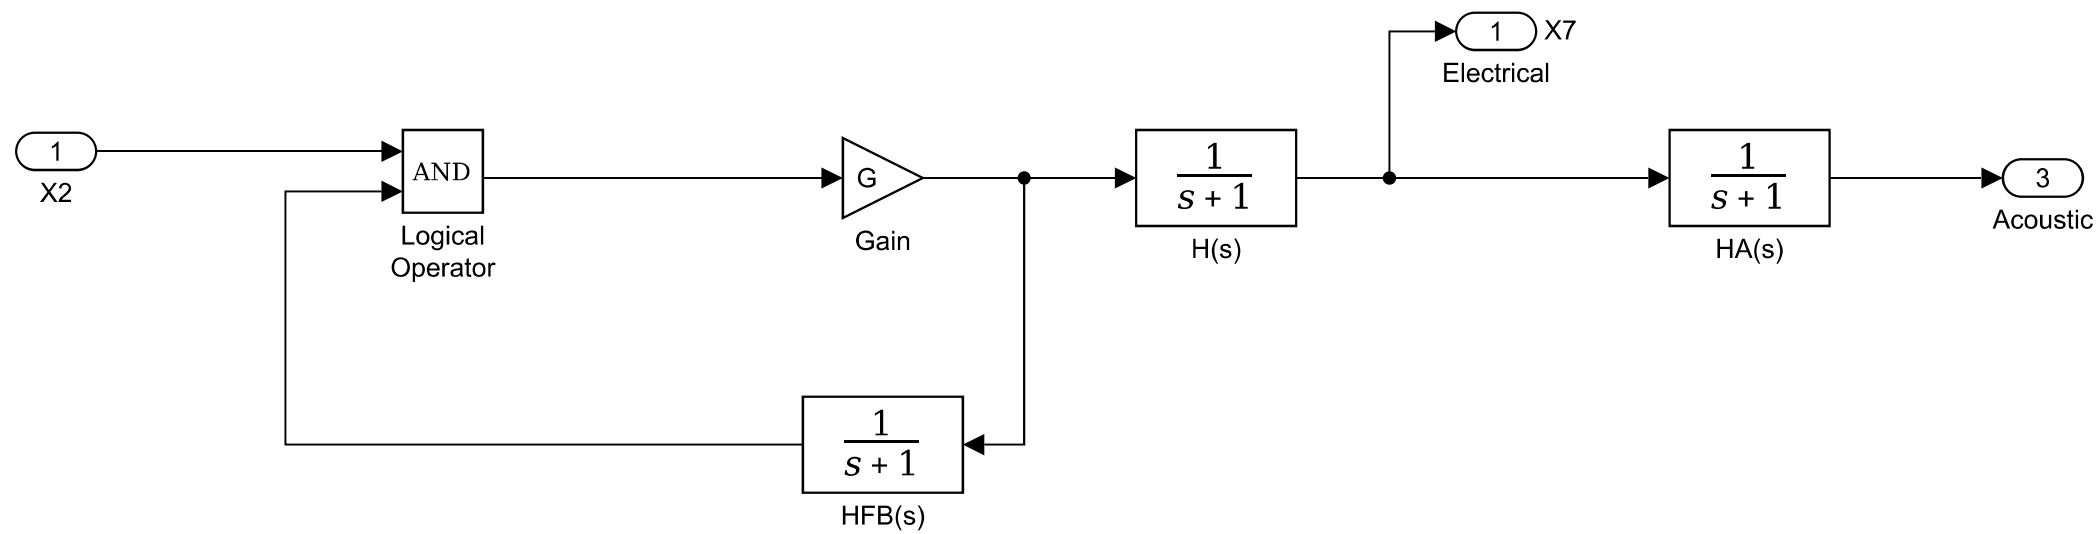 1
X7
Electrical
1
X2
AND
Logical
Operator
G
Gain
1
s + 1
H(s)
1
s + 1
HA(s)
3
Acoustic
1
s + 1
HFB(s)